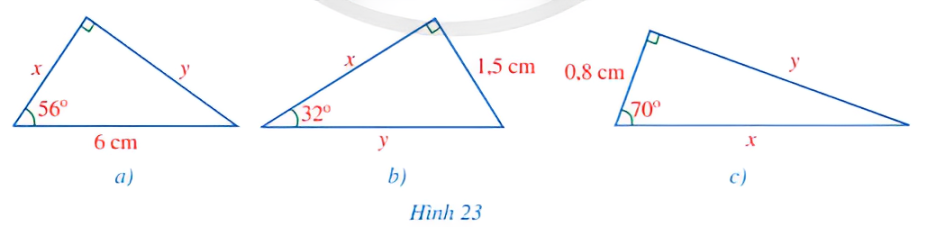 x
y
56°
6 cm
a)
x
1,5 cm
32°
y
b)
0,8 cm
y
70°
x
c)
Hình 23